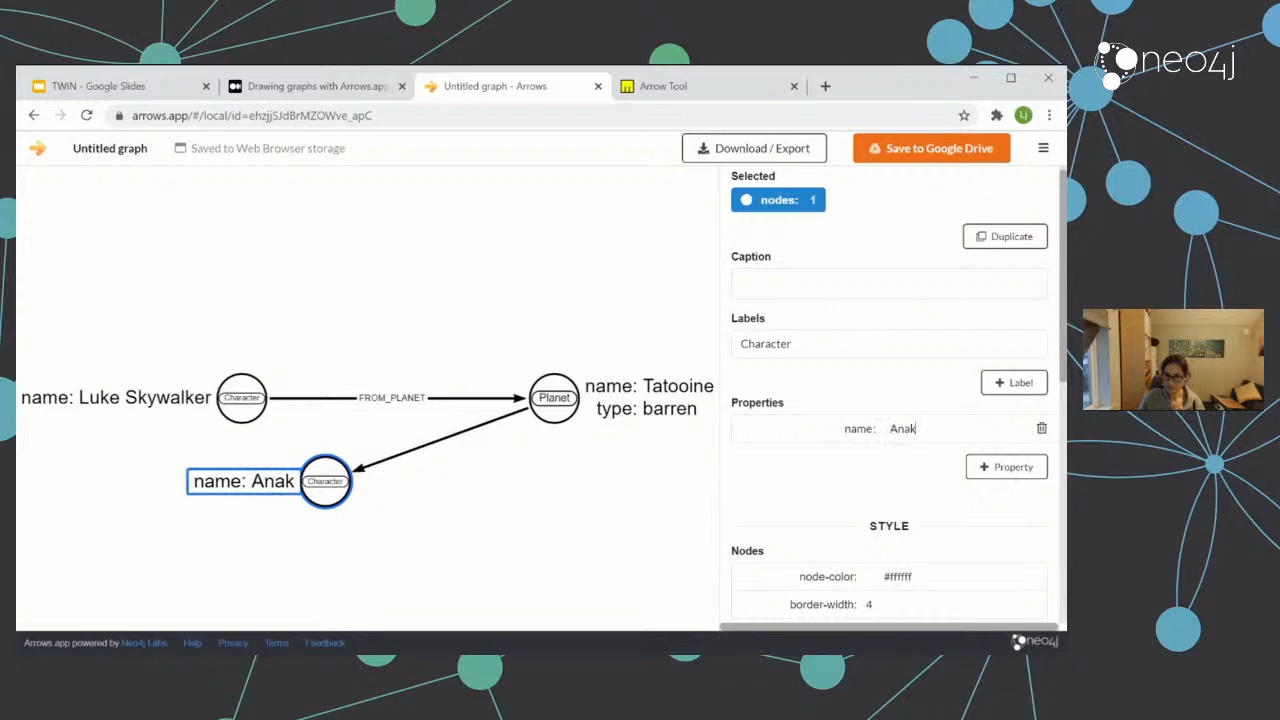 neo4j
TWIN - Google Slides
Drawing graphs with Arrows.app
Untitled graph - Arrows
Arrow Tool
arrows.app/#/local/id=ehzjjSJdBrMZOWve_apC
LJ
Untitled graph
Saved to Web Browser storage
Download / Export
Save to Google Drive
Selected
nodes: 1
Duplicate
Caption
Labels
Character
+ Label
Properties
name: Anak
+ Property
STYLE
Nodes
node-color: #ffffff
border-width: 4
name: Luke Skywalker
Character
FROM_PLANET
Planet
name: Tatooine
type: barren
name: Anak
Character
Arrows.app powered by Neo4j Labs
Help
Privacy
Terms
Feedback
neo4j